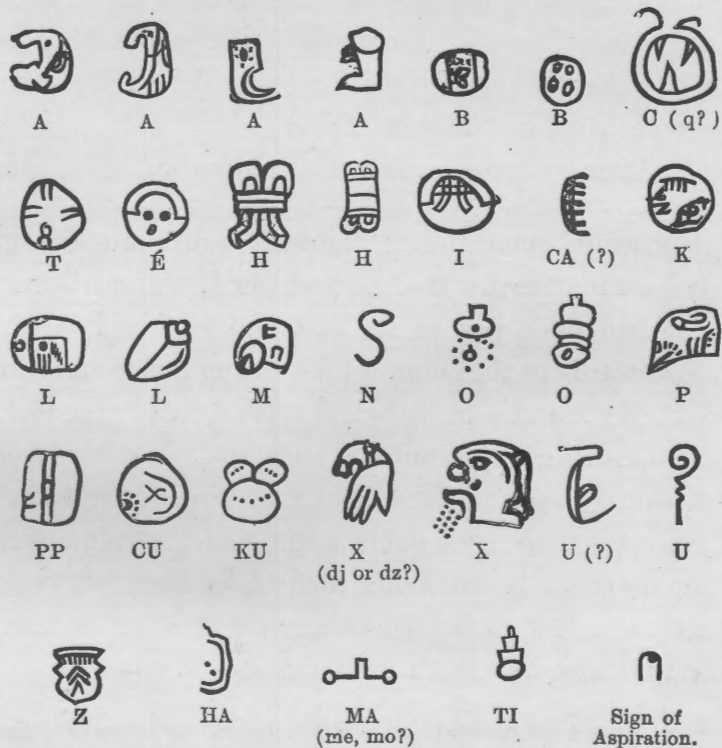 A A A A B B C (q?)
T É H H I CA (?) K
L L M N O O P
PP CU KU X X U (?) U
(dj or dz?)
Z HA MA TI Sign of
(me, mo?) Aspiration.